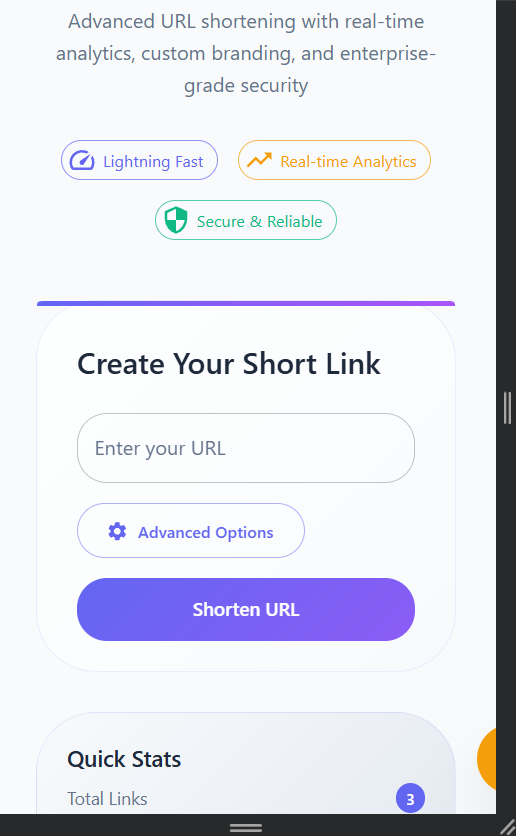 Advanced URL shortening with real-time
analytics, custom branding, and enterprise-
grade security
Lightning Fast
Real-time Analytics
Secure & Reliable
Create Your Short Link
Enter your URL
Advanced Options
Shorten URL
Quick Stats
Total Links
3